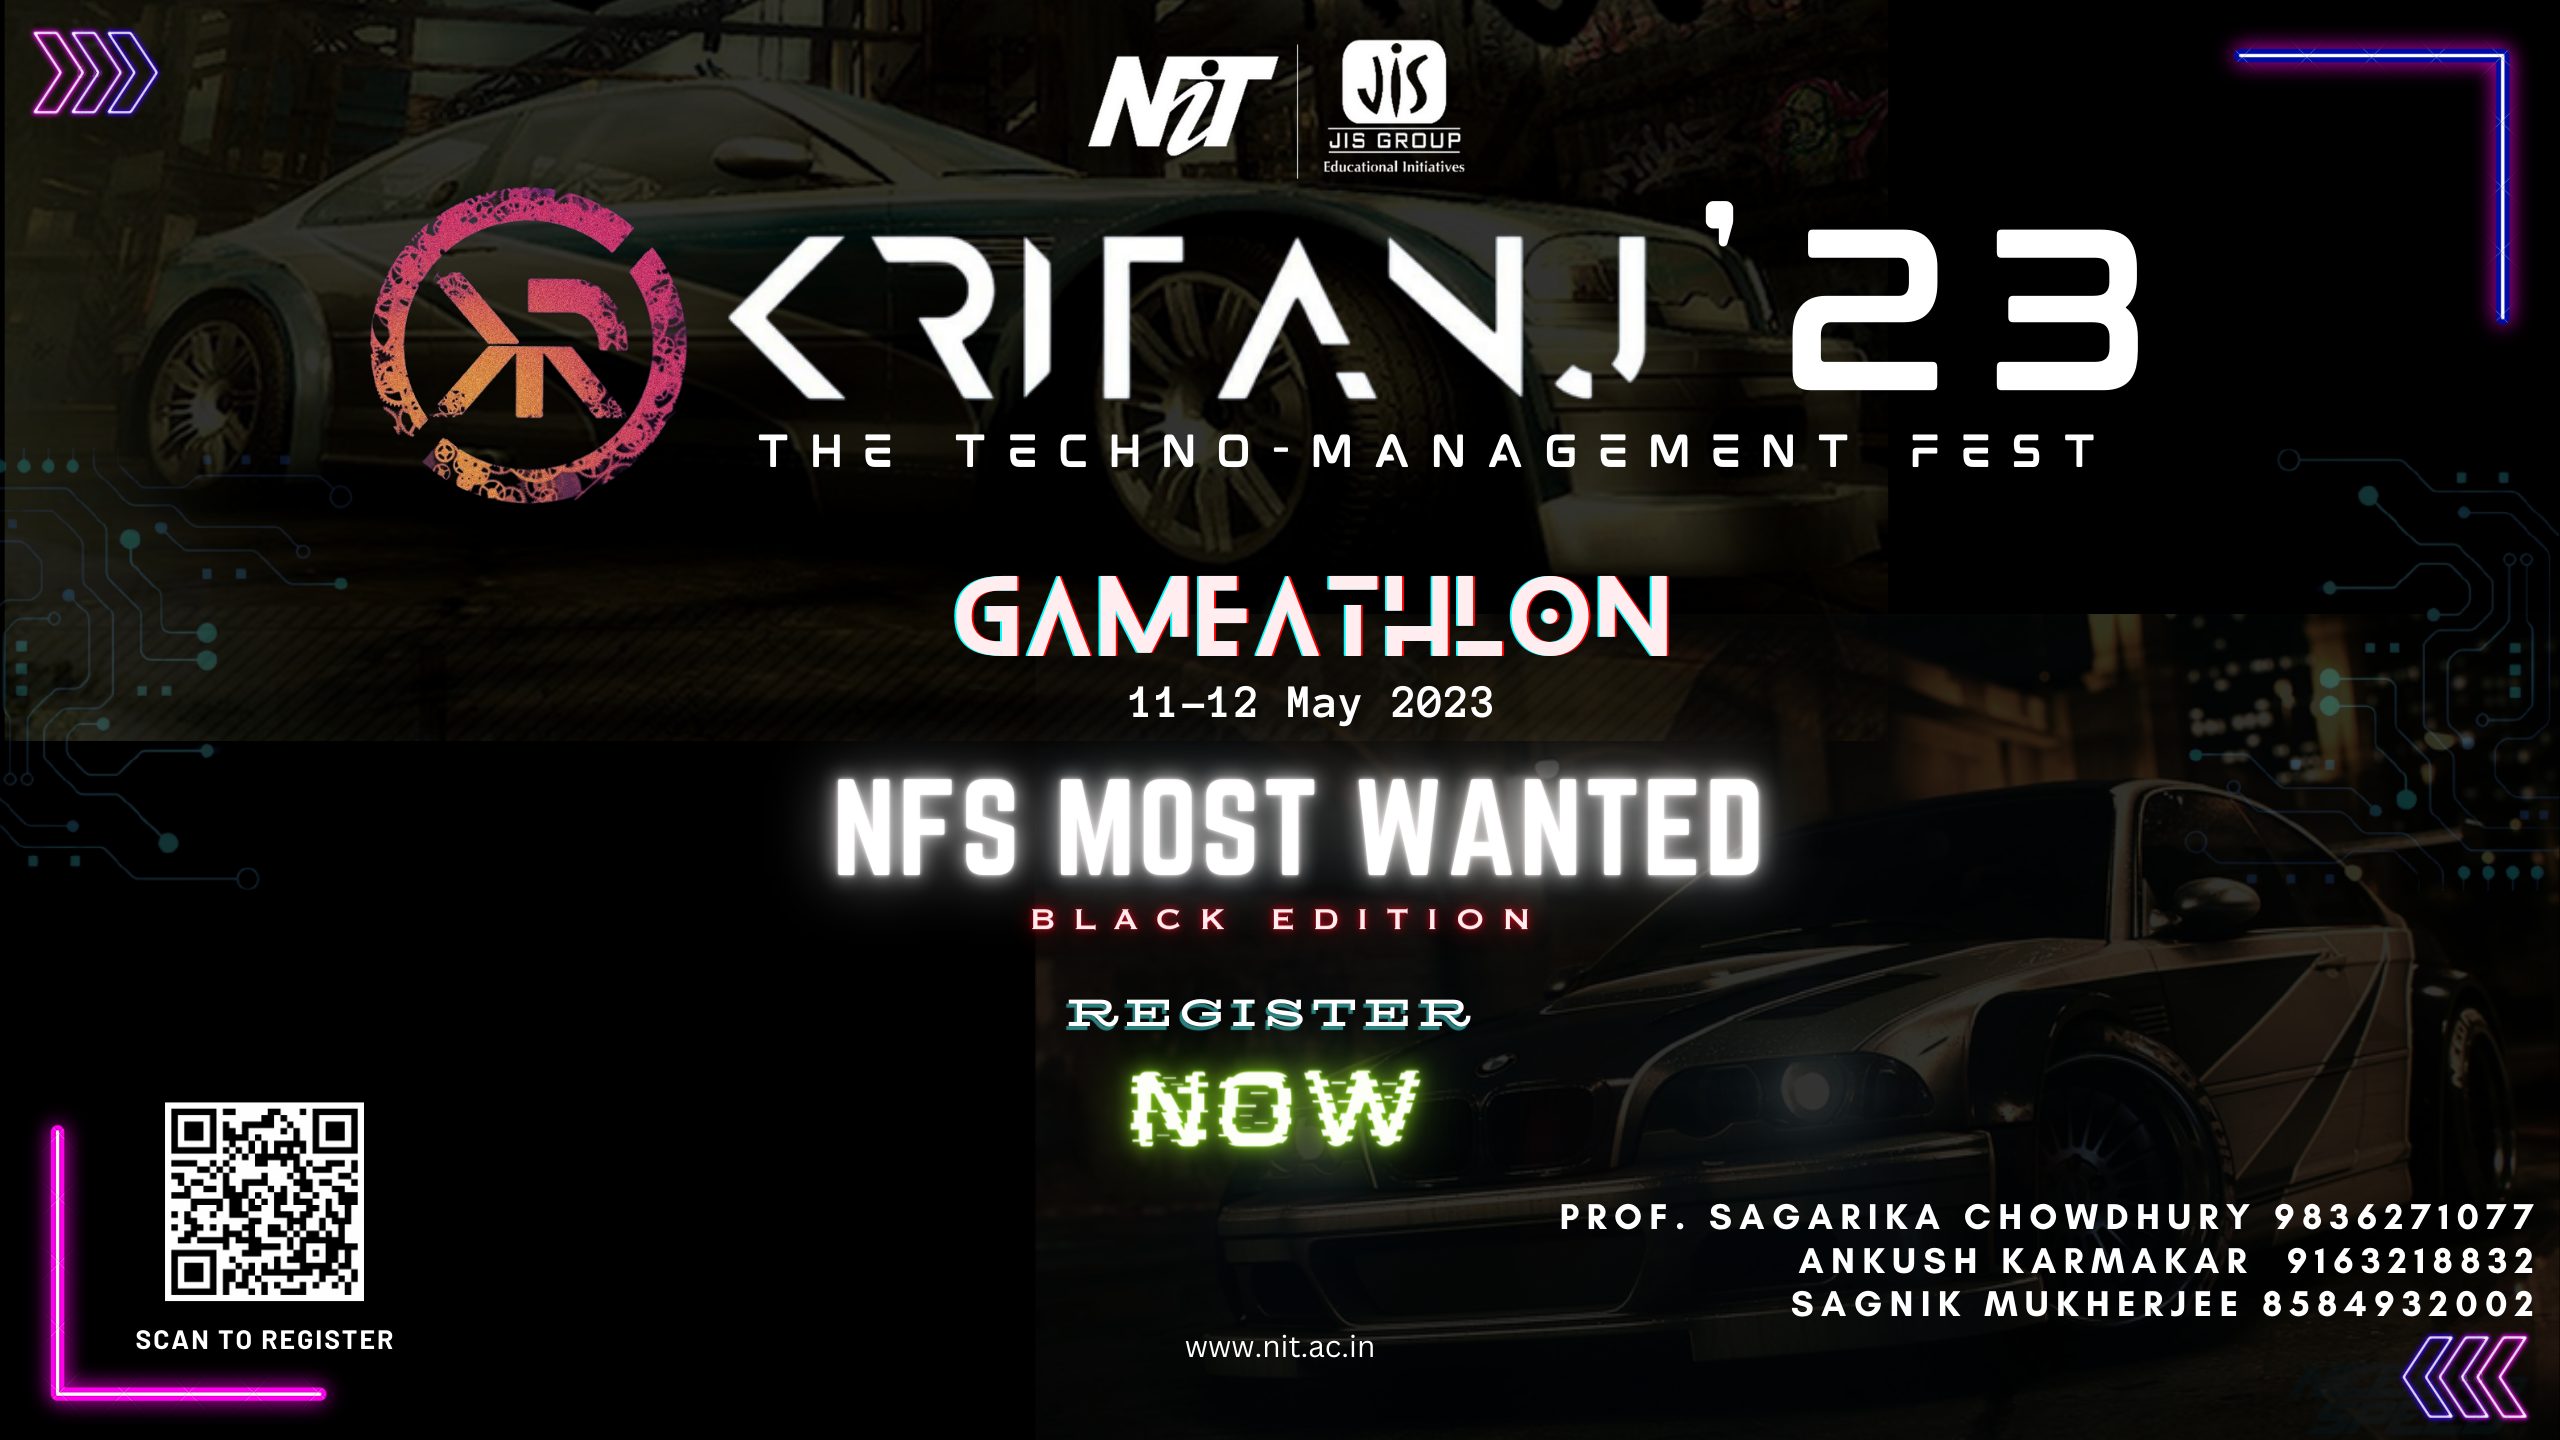 NiT
JIS
JIS GROUP
Educational Initiatives
KR
KRITANJ'23
THE TECHNO-MANAGEMENT FEST
GAMEATHLON
11-12 May 2023
NFS MOST WANTED
BLACK EDITION
REGISTER
NOW
SCAN TO REGISTER
PROF. SAGARIKA CHOWDHURY 9836271077
ANKUSH KARMAKAR 9163218832
SAGNIK MUKHERJEE 8584932002
www.nit.ac.in